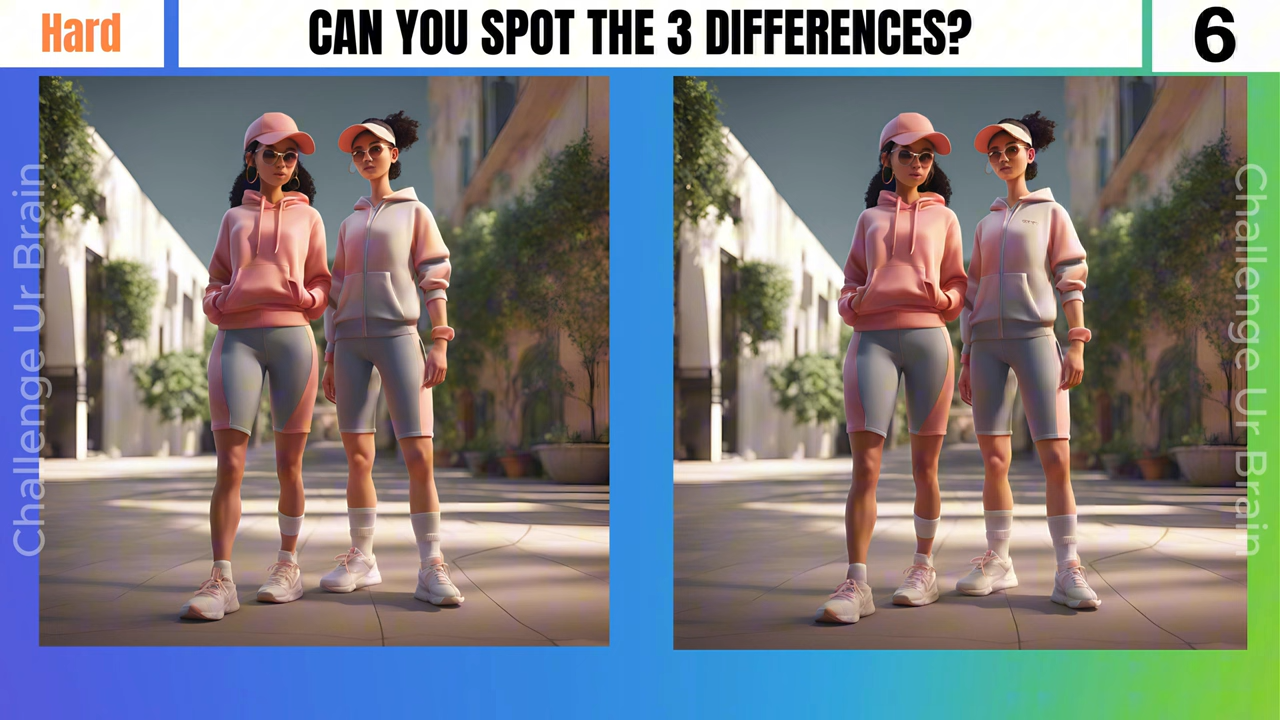 Hard
CAN YOU SPOT THE 3 DIFFERENCES?
6
Challenge Ur Brain
Challenge Ur Brain